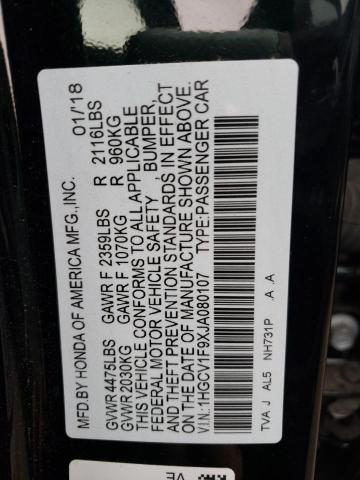 MFD.BY HONDA OF AMERICA MFG.,INC. 01/'18
GVWR 4475LBS GAWR F 2359LBS R 2116LBS
GVWR 2030KG GAWR F 1070KG R 960KG
THIS VEHICLE CONFORMS TO ALL APPLICABLE
FEDERAL MOTOR VEHICLE SAFETY , BUMPER,
AND THEFT PREVENTION STANDARDS IN EFFECT
ON THE DATE OF MANUFACTURE SHOWN ABOVE.
VIN: 1HGCV1F9XJA080107 TYPE:PASSENGER CAR
TVA J AL5 NH731P .A .A